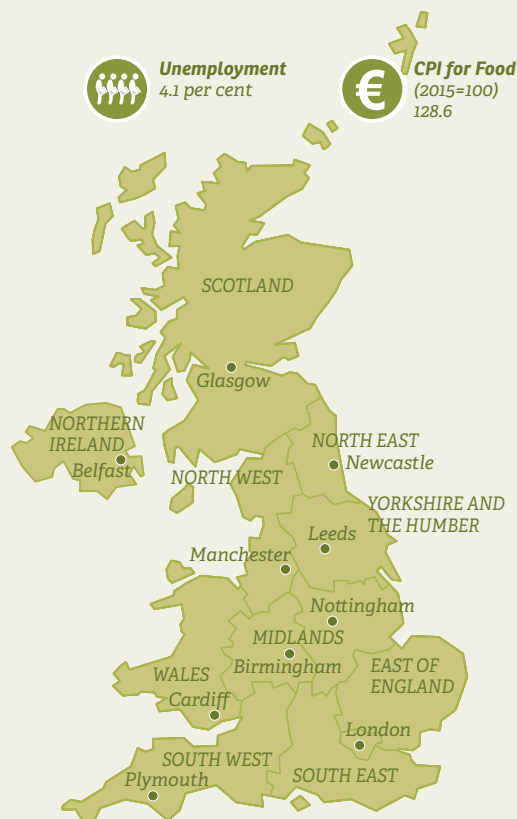 Unemployment
4.1 per cent
€
CPI for Food
(2015=100)
128.6
SCOTLAND
Glasgow
NORTHERN
IRELAND
Belfast
NORTH EAST
Newcastle
NORTH WEST
YORKSHIRE AND
THE HUMBER
Leeds
Manchester
Nottingham
MIDLANDS
Birmingham
EAST OF
ENGLAND
WALES
Cardiff
London
SOUTH WEST
Plymouth
SOUTH EAST